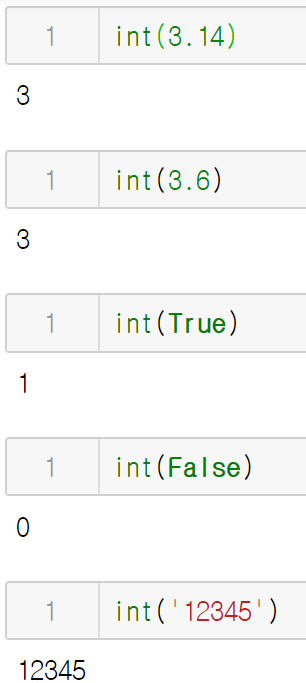 1 int(3.14)
3
1 int(3.6)
3
1 int(True)
1
1 int(False)
0
1 int('12345')
12345